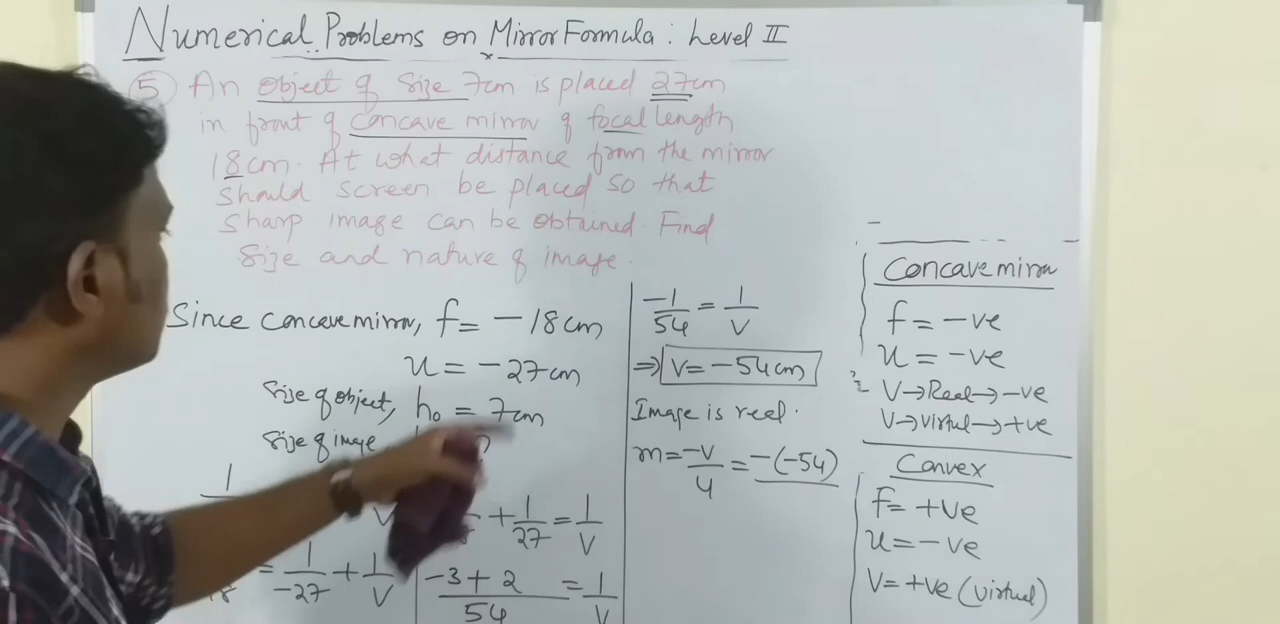 Numerical Problems on Mirror Formula : Level II
⑤ An object of size 7cm is placed 27cm
in front of concave mirror of focal length
18cm. At what distance from the mirror
should screen be placed so that
sharp image can be obtained. Find
Size and nature of image.
Since concave mirror, f = -18cm
u = -27cm
Size of object, h₀ = 7cm
Size of image
1
V
+ 1/27 = 1/V
= 1/-27 + 1/V
(-3+2)/54 = 1/V
-1/54 = 1/V
⇒ V = -54cm
Image is real.
m = -v/u = -(-54)
Concave mirror
f = -ve
u = -ve
V→Real→ -ve
V→virtul→ +ve
Convex
f = +ve
u = -ve
V = +ve (virtual)